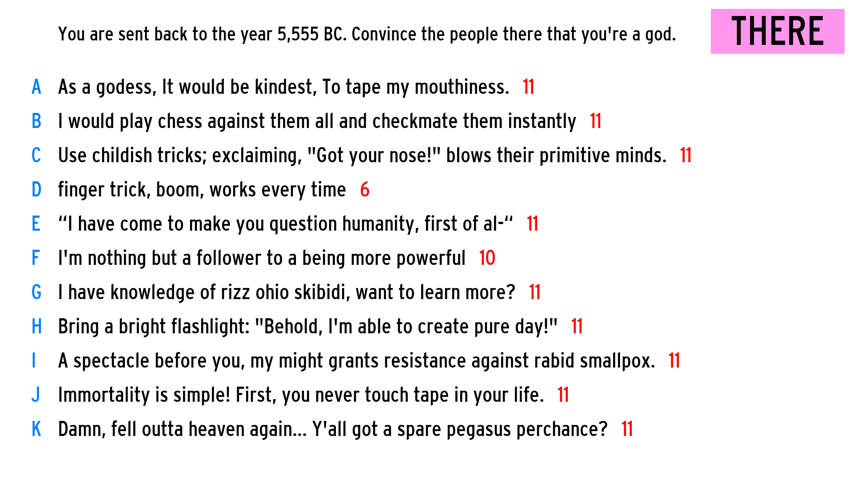 You are sent back to the year 5,555 BC. Convince the people there that you're a god.
THERE
A As a godess, It would be kindest, To tape my mouthiness. 11
B I would play chess against them all and checkmate them instantly 11
C Use childish tricks; exclaiming, "Got your nose!" blows their primitive minds. 11
D finger trick, boom, works every time 6
E “I have come to make you question humanity, first of al-“ 11
F I'm nothing but a follower to a being more powerful 10
G I have knowledge of rizz ohio skibidi, want to learn more? 11
H Bring a bright flashlight: "Behold, I'm able to create pure day!" 11
I A spectacle before you, my might grants resistance against rabid smallpox. 11
J Immortality is simple! First, you never touch tape in your life. 11
K Damn, fell outta heaven again... Y'all got a spare pegasus perchance? 11